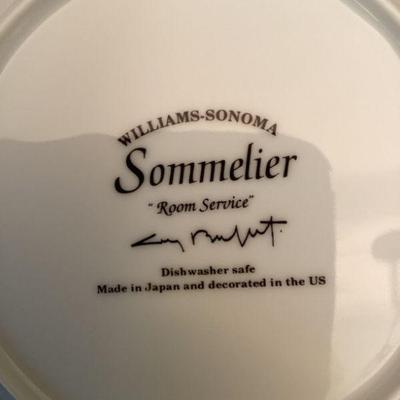 WILLIAMS-SONOMA
Sommelier
"Room Service"
Dishwasher safe
Made in Japan and decorated in the US